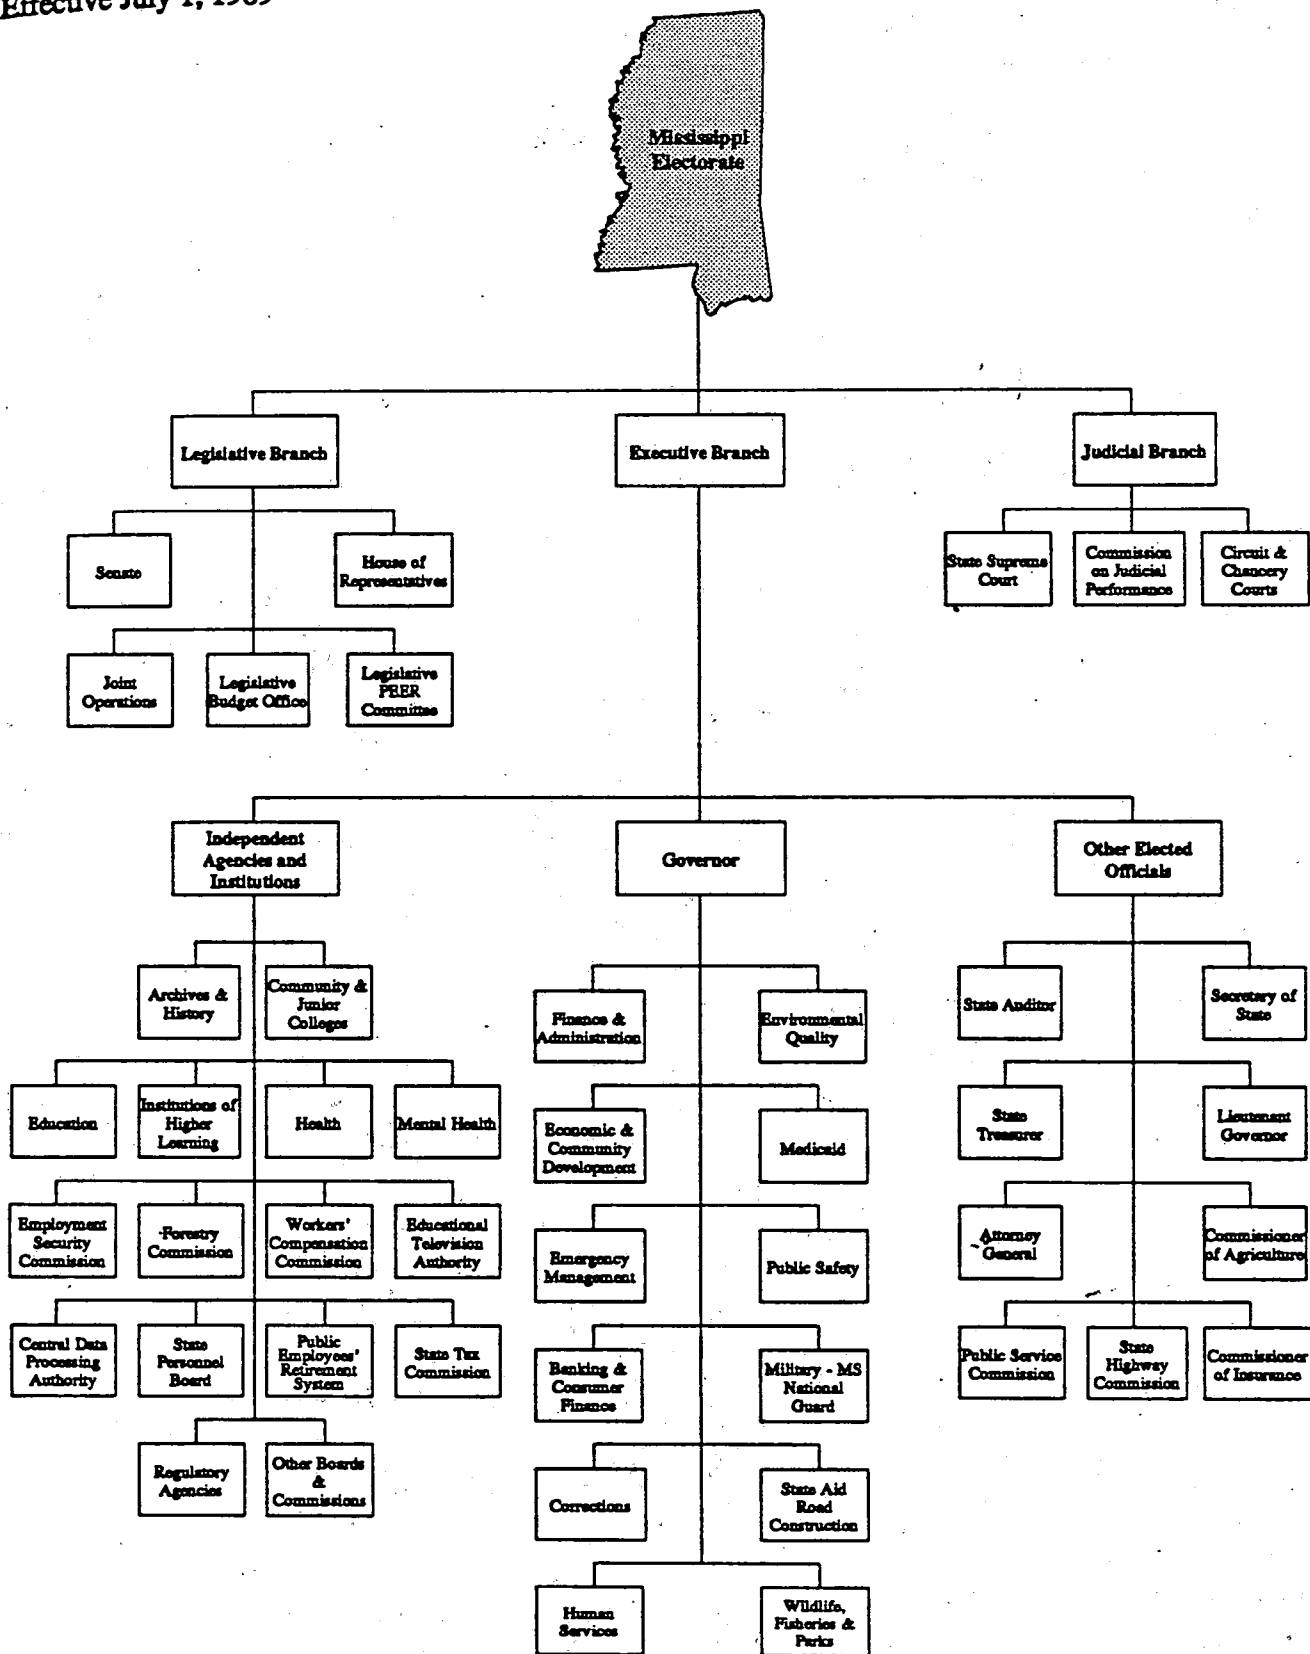 Effective July 1, 1989
Mississippi
Electorate
Legislative Branch
Executive Branch
Judicial Branch
Senate
House of
Representatives
State Supreme
Court
Commission
on Judicial
Performance
Circuit &
Chancery
Courts
Joint
Operations
Legislative
Budget Office
Legislative
PEER
Committee
Independent
Agencies and
Institutions
Governor
Other Elected
Officials
Archives &
History
Community &
Junior
Colleges
Education
Institutions of
Higher
Learning
Health
Mental Health
Employment
Security
Commission
Forestry
Commission
Workers'
Compensation
Commission
Educational
Television
Authority
Central Data
Processing
Authority
State
Personnel
Board
Public
Employees'
Retirement
System
State Tax
Commission
Regulatory
Agencies
Other Boards
&
Commissions
Finance &
Administration
Environmental
Quality
Economic &
Community
Development
Medicaid
Emergency
Management
Public Safety
Banking &
Consumer
Finance
Military - MS
National
Guard
Corrections
State Aid
Road
Construction
Human
Services
Wildlife,
Fisheries &
Parks
State Auditor
Secretary of
State
State
Treasurer
Lieutenant
Governor
Attorney
General
Commissioner
of Agriculture
Public Service
Commission
State
Highway
Commission
Commissioner
of Insurance